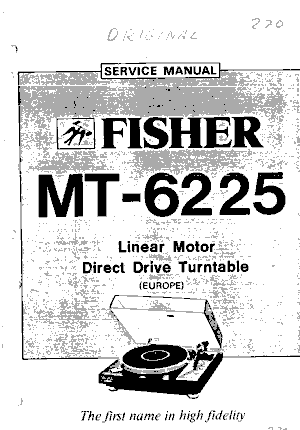 ORIGINAL 220
SERVICE MANUAL
FISHER
MT-6225
Linear Motor
Direct Drive Turntable
(EUROPE)
The first name in high fidelity